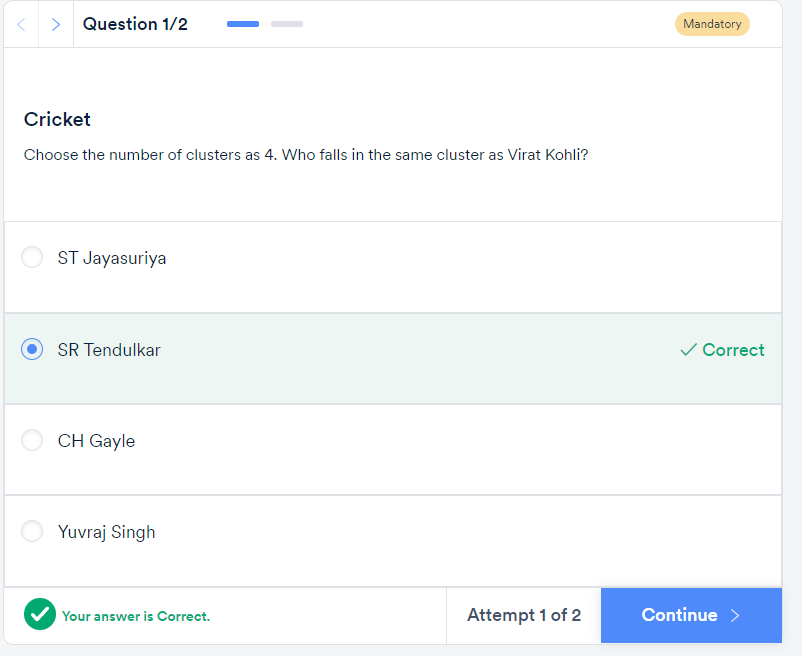 Question 1/2
Mandatory
Cricket
Choose the number of clusters as 4. Who falls in the same cluster as Virat Kohli?
ST Jayasuriya
SR Tendulkar
Correct
CH Gayle
Yuvraj Singh
Your answer is Correct.
Attempt 1 of 2
Continue